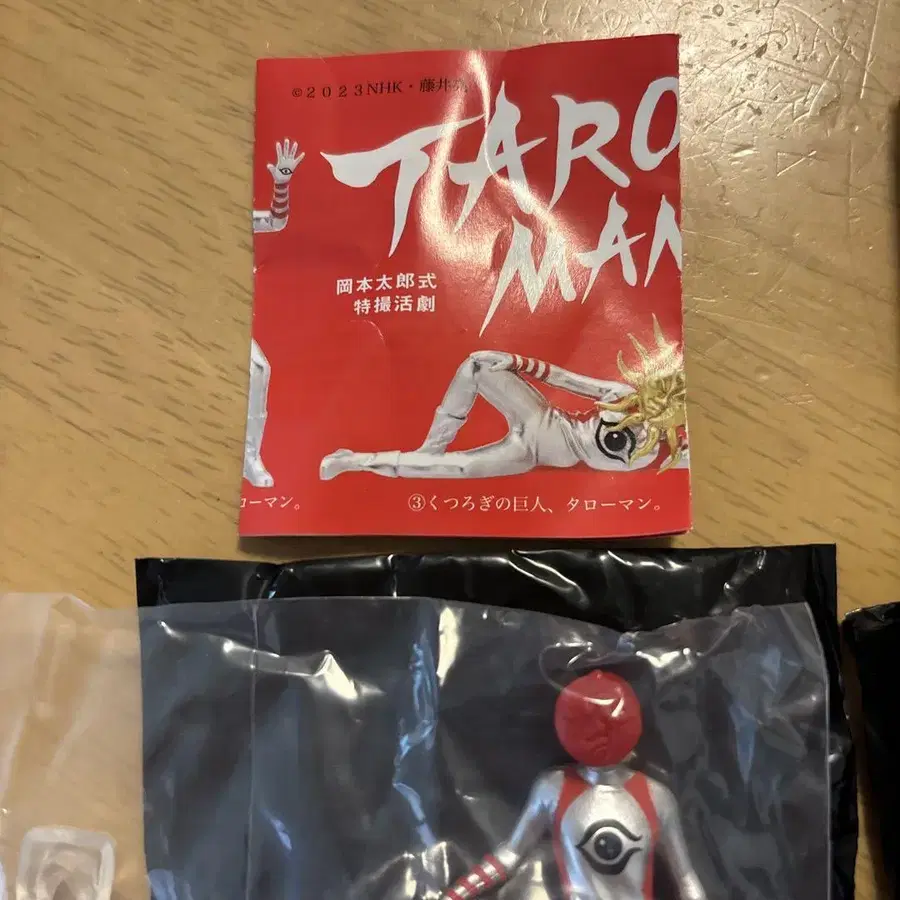 ©2023NHK・藤井
TARO
MAN
岡本太郎式
特撮活劇
ローマン。
③くつろぎの巨人、タローマン。